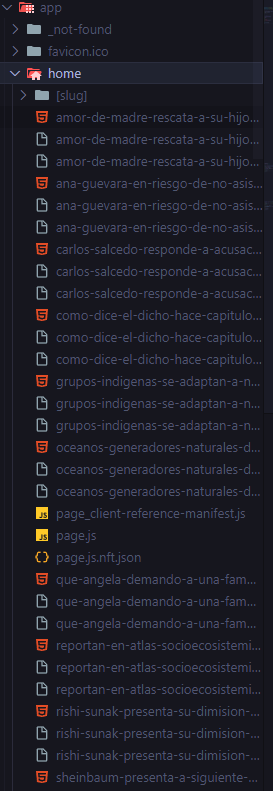 app
_not-found
favicon.ico
home
[slug]
amor-de-madre-rescata-a-su-hijo...
amor-de-madre-rescata-a-su-hijo...
amor-de-madre-rescata-a-su-hijo...
ana-guevara-en-riesgo-de-no-asis...
ana-guevara-en-riesgo-de-no-asis...
ana-guevara-en-riesgo-de-no-asis...
carlos-salcedo-responde-a-acusac...
carlos-salcedo-responde-a-acusac...
carlos-salcedo-responde-a-acusac...
como-dice-el-dicho-hace-capitulo...
como-dice-el-dicho-hace-capitulo...
como-dice-el-dicho-hace-capitulo...
grupos-indigenas-se-adaptan-a-n...
grupos-indigenas-se-adaptan-a-n...
grupos-indigenas-se-adaptan-a-n...
oceanos-generadores-naturales-d...
oceanos-generadores-naturales-d...
oceanos-generadores-naturales-d...
page_client-reference-manifest.js
page.js
page.js.nft.json
que-angela-demando-a-una-fam...
que-angela-demando-a-una-fam...
que-angela-demando-a-una-fam...
reportan-en-atlas-socioecosistemi...
reportan-en-atlas-socioecosistemi...
reportan-en-atlas-socioecosistemi...
rishi-sunak-presenta-su-dimision-...
rishi-sunak-presenta-su-dimision-...
rishi-sunak-presenta-su-dimision-...
sheinbaum-presenta-a-siguiente-...